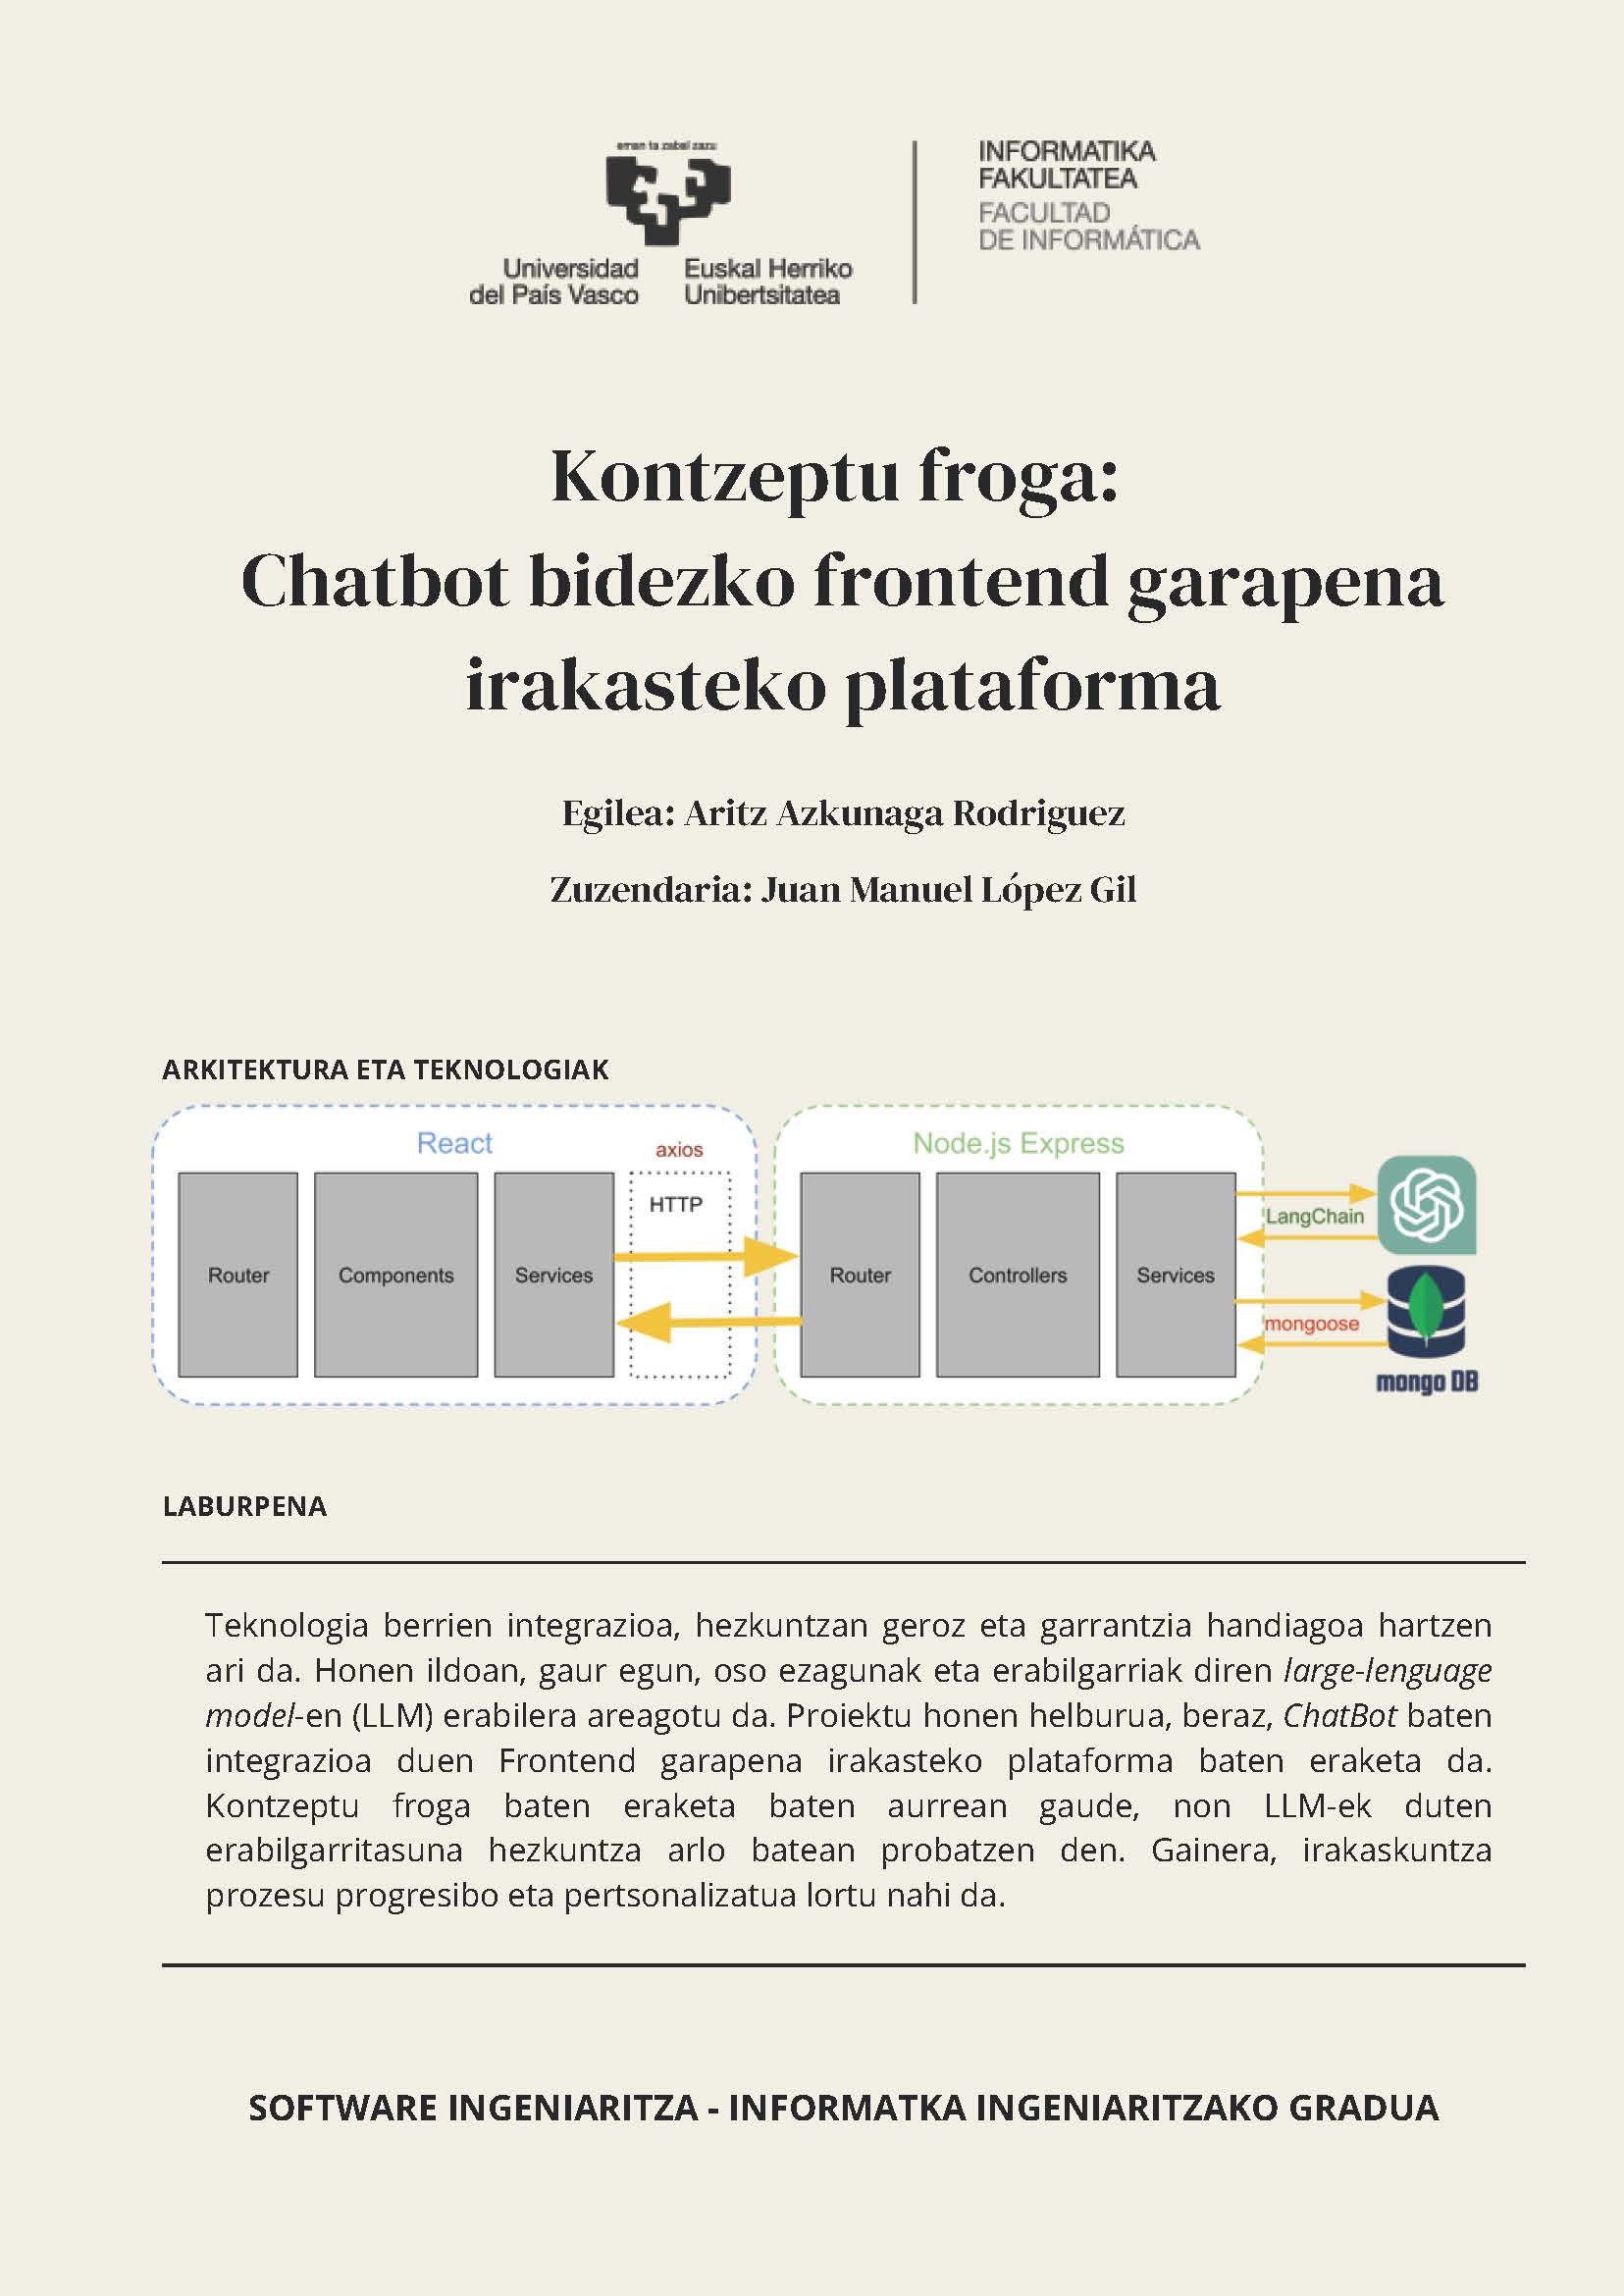 eman ta zabal zazu
Universidad
del País Vasco
Euskal Herriko
Unibertsitatea
INFORMATIKA
FAKULTATEA
FACULTAD
DE INFORMÁTICA
Kontzeptu froga:
Chatbot bidezko frontend garapena
irakasteko plataforma
Egilea: Aritz Azkunaga Rodriguez
Zuzendaria: Juan Manuel López Gil
ARKITEKTURA ETA TEKNOLOGIAK
React
axios
HTTP
Router
Components
Services
Node.js Express
Router
Controllers
Services
LangChain
mongoose
mongo DB
LABURPENA
Teknologia berrien integrazioa, hezkuntzan geroz eta garrantzia handiagoa hartzen
ari da. Honen ildoan, gaur egun, oso ezagunak eta erabilgarriak diren large-lenguage
model-en (LLM) erabilera areagotu da. Proiektu honen helburua, beraz, ChatBot baten
integrazioa duen Frontend garapena irakasteko plataforma baten eraketa da.
Kontzeptu froga baten eraketa baten aurrean gaude, non LLM-ek duten
erabilgarritasuna hezkuntza arlo batean probatzen den. Gainera, irakaskuntza
prozesu progresibo eta pertsonalizatua lortu nahi da.
SOFTWARE INGENIARITZA - INFORMATKA INGENIARITZAKO GRADUA